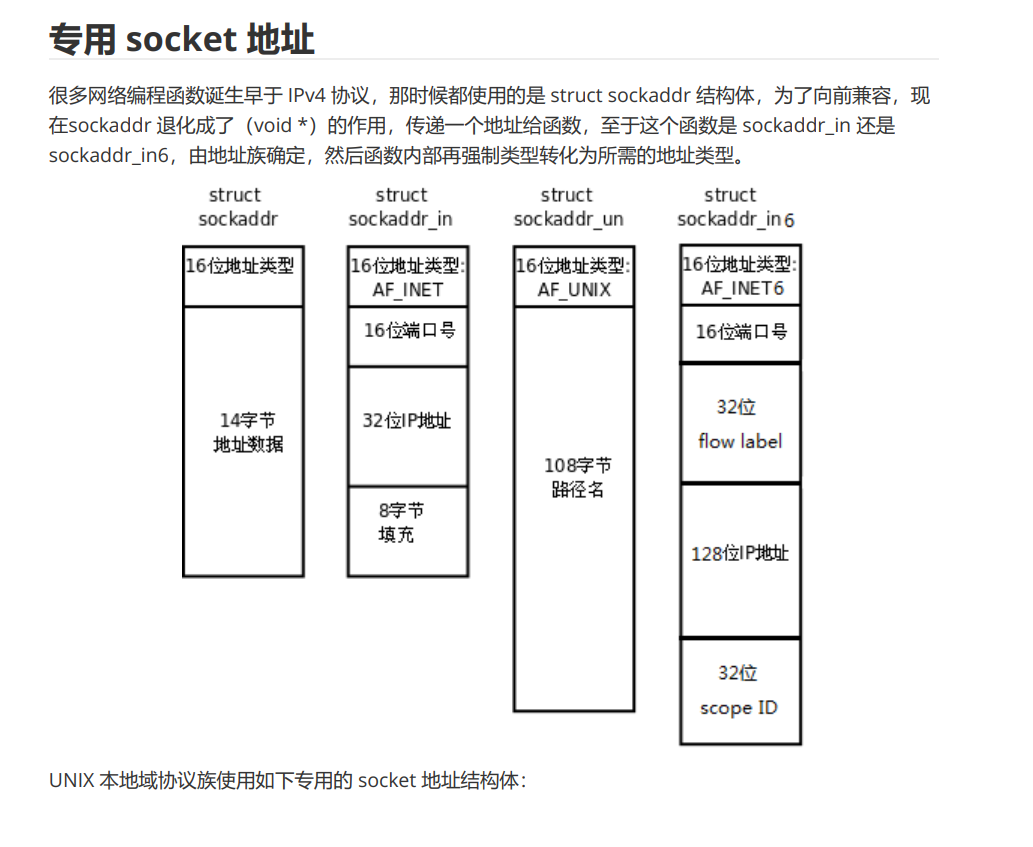 专用 socket 地址
很多网络编程函数诞生早于 IPv4 协议，那时候都使用的是 struct sockaddr 结构体，为了向前兼容，现
在sockaddr 退化成了（void *）的作用，传递一个地址给函数，至于这个函数是 sockaddr_in 还是
sockaddr_in6，由地址族确定，然后函数内部再强制类型转化为所需的地址类型。
struct
sockaddr
16位地址类型
14字节
地址数据
struct
sockaddr_in
16位地址类型:
AF_INET
16位端口号
32位IP地址
8字节
填充
struct
sockaddr_un
16位地址类型:
AF_UNIX
108字节
路径名
struct
sockaddr_in6
16位地址类型:
AF_INET6
16位端口号
32位
flow label
128位IP地址
32位
scope ID
UNIX 本地域协议族使用如下专用的 socket 地址结构体：